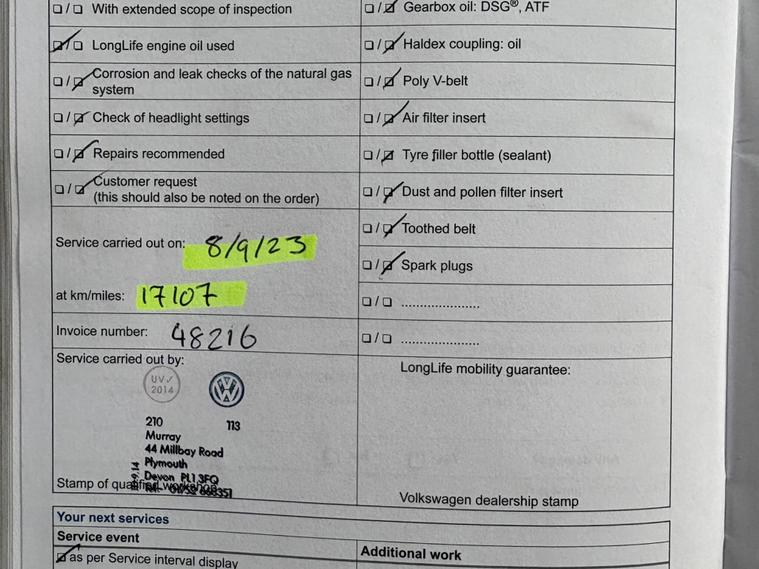 With extended scope of inspection
Gearbox oil: DSG®, ATF
LongLife engine oil used
Haldex coupling: oil
Corrosion and leak checks of the natural gas
system
Poly V-belt
Check of headlight settings
Air filter insert
Repairs recommended
Tyre filler bottle (sealant)
Customer request
(this should also be noted on the order)
Dust and pollen filter insert
Toothed belt
Service carried out on: 8/9/23
Spark plugs
at km/miles: 17107
....................
Invoice number: 48216
....................
Service carried out by:
LongLife mobility guarantee:
UV✓
2014
210 113
Murray
44 Millbay Road
Plymouth
Devon PL1 3FQ
Stamp of qualified workshop
Volkswagen dealership stamp
Your next services
Service event
Additional work
as per Service interval display